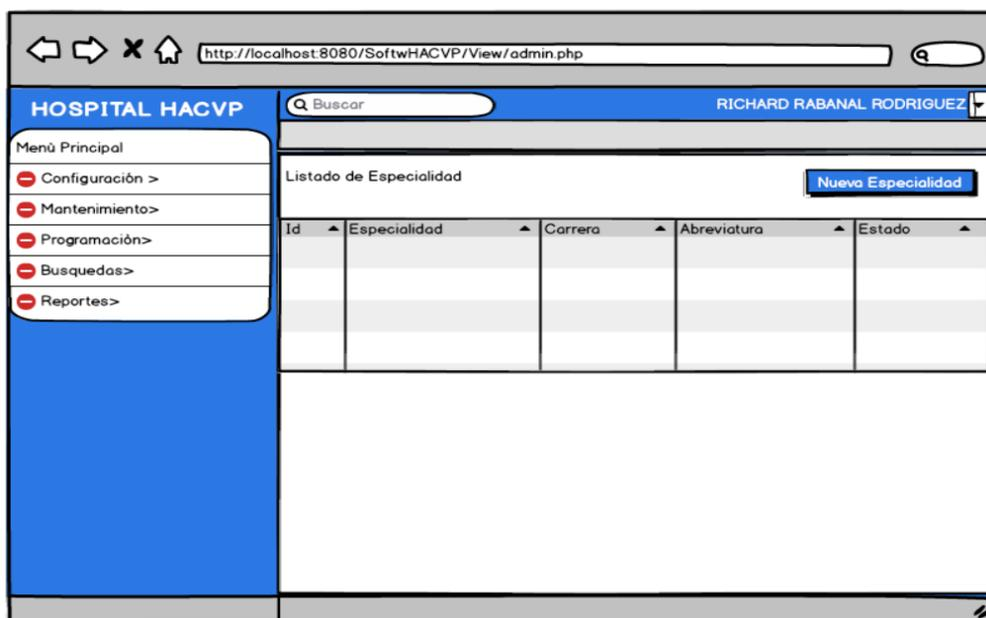 http://localhost:8080/SoftwHACVP/View/admin.php
HOSPITAL HACVP
Buscar
RICHARD RABANAL RODRIGUEZ
Menù Principal
Configuraciòn >
Mantenimiento>
Programaciòn>
Busquedas>
Reportes>
Listado de Especialidad
Nueva Especialidad
Id Especialidad Carrera Abreviatura Estado